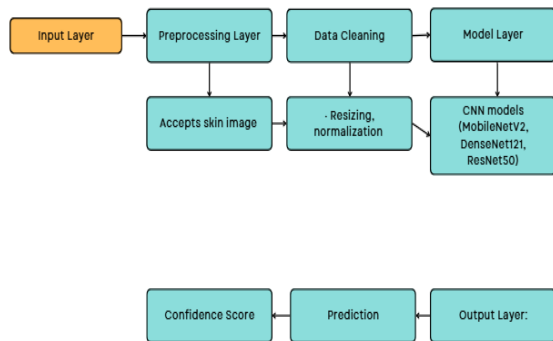 Input Layer
Preprocessing Layer
Data Cleaning
Model Layer
Accepts skin image
- Resizing,
normalization
CNN models
(MobileNetV2,
DenseNet121,
ResNet50)
Confidence Score
Prediction
Output Layer: